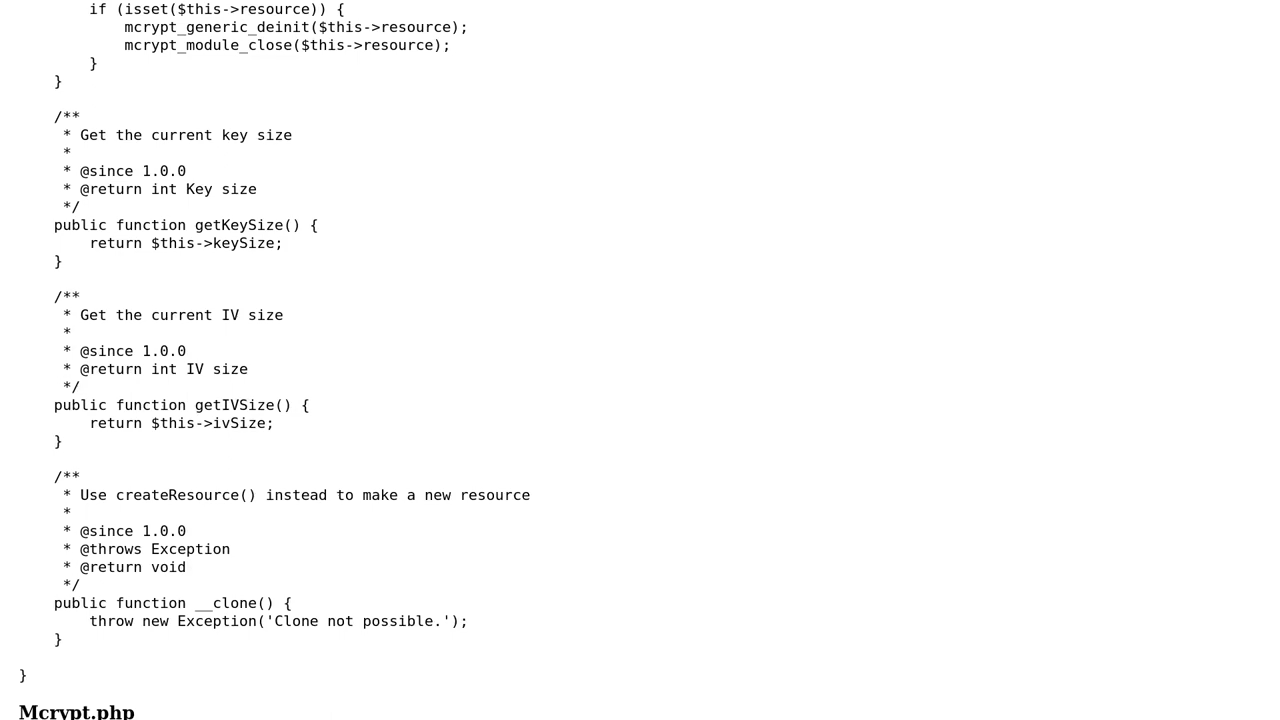 if (isset($this->resource)) {
            mcrypt_generic_deinit($this->resource);
            mcrypt_module_close($this->resource);
        }
    }

    /**
     * Get the current key size
     *
     * @since 1.0.0
     * @return int Key size
     */
    public function getKeySize() {
        return $this->keySize;
    }

    /**
     * Get the current IV size
     *
     * @since 1.0.0
     * @return int IV size
     */
    public function getIVSize() {
        return $this->ivSize;
    }

    /**
     * Use createResource() instead to make a new resource
     *
     * @since 1.0.0
     * @throws Exception
     * @return void
     */
    public function __clone() {
        throw new Exception('Clone not possible.');
    }

}
Mcrypt.php